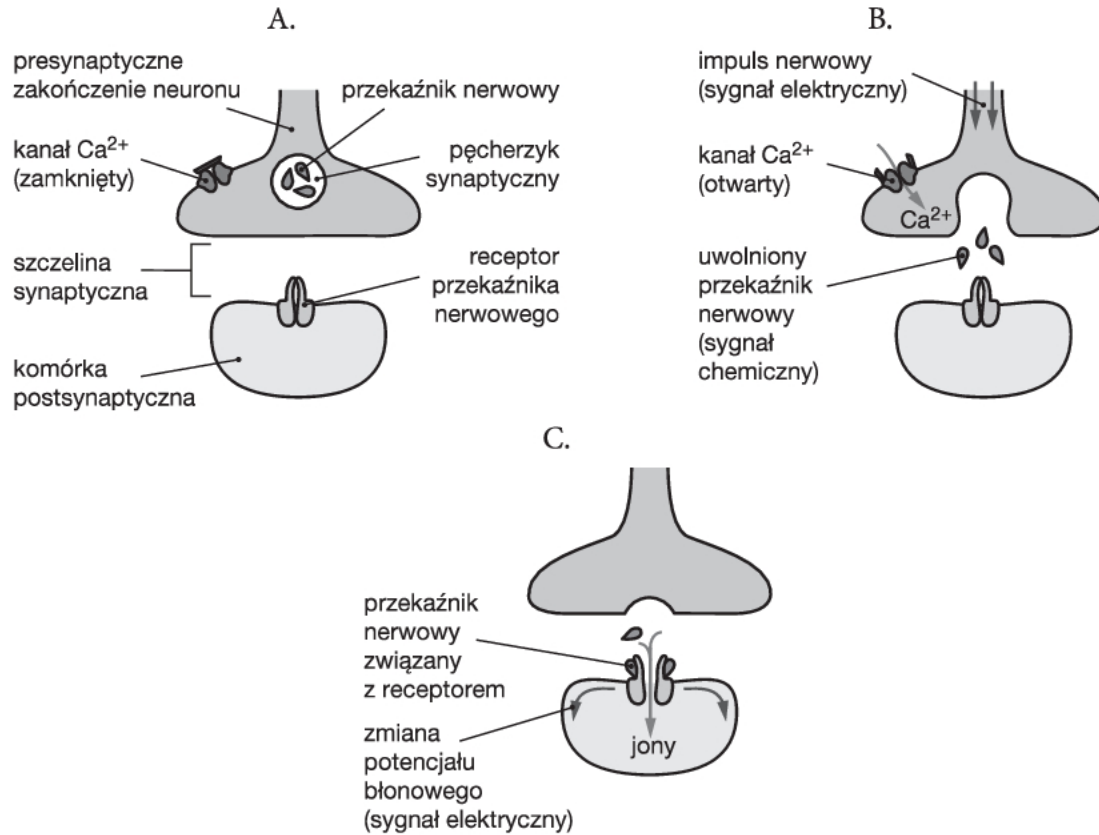 A.
presynaptyczne
zakończenie neuronu
przekaźnik nerwowy
kanał Ca²⁺
(zamknięty)
pęcherzyk
synaptyczny
szczelina
synaptyczna
receptor
przekaźnika
nerwowego
komórka
postsynaptyczna
B.
impuls nerwowy
(sygnał elektryczny)
kanał Ca²⁺
(otwarty)
Ca²⁺
uwolniony
przekaźnik
nerwowy
(sygnał
chemiczny)
C.
przekaźnik
nerwowy
związany
z receptorem
zmiana
potencjału
błonowego
(sygnał elektryczny)
jony